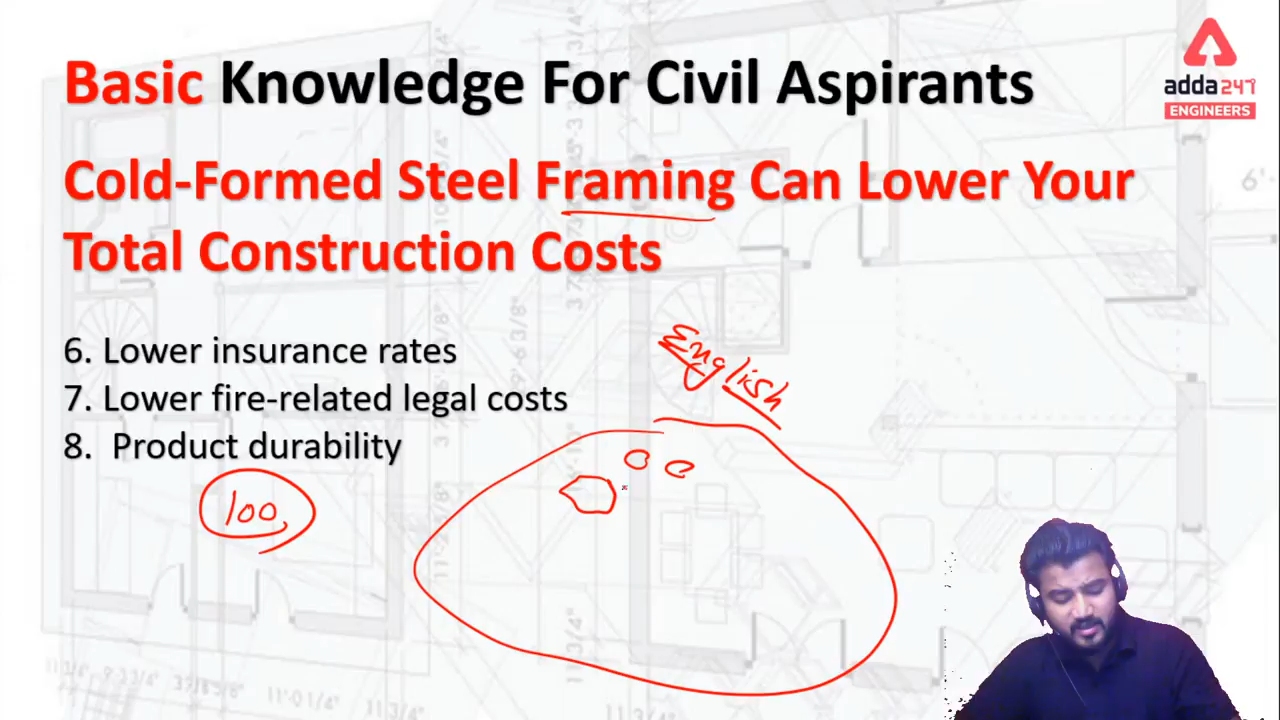 Basic Knowledge For Civil Aspirants
adda247
ENGINEERS
Cold-Formed Steel Framing Can Lower Your
Total Construction Costs
6. Lower insurance rates
7. Lower fire-related legal costs
8. Product durability
English
100